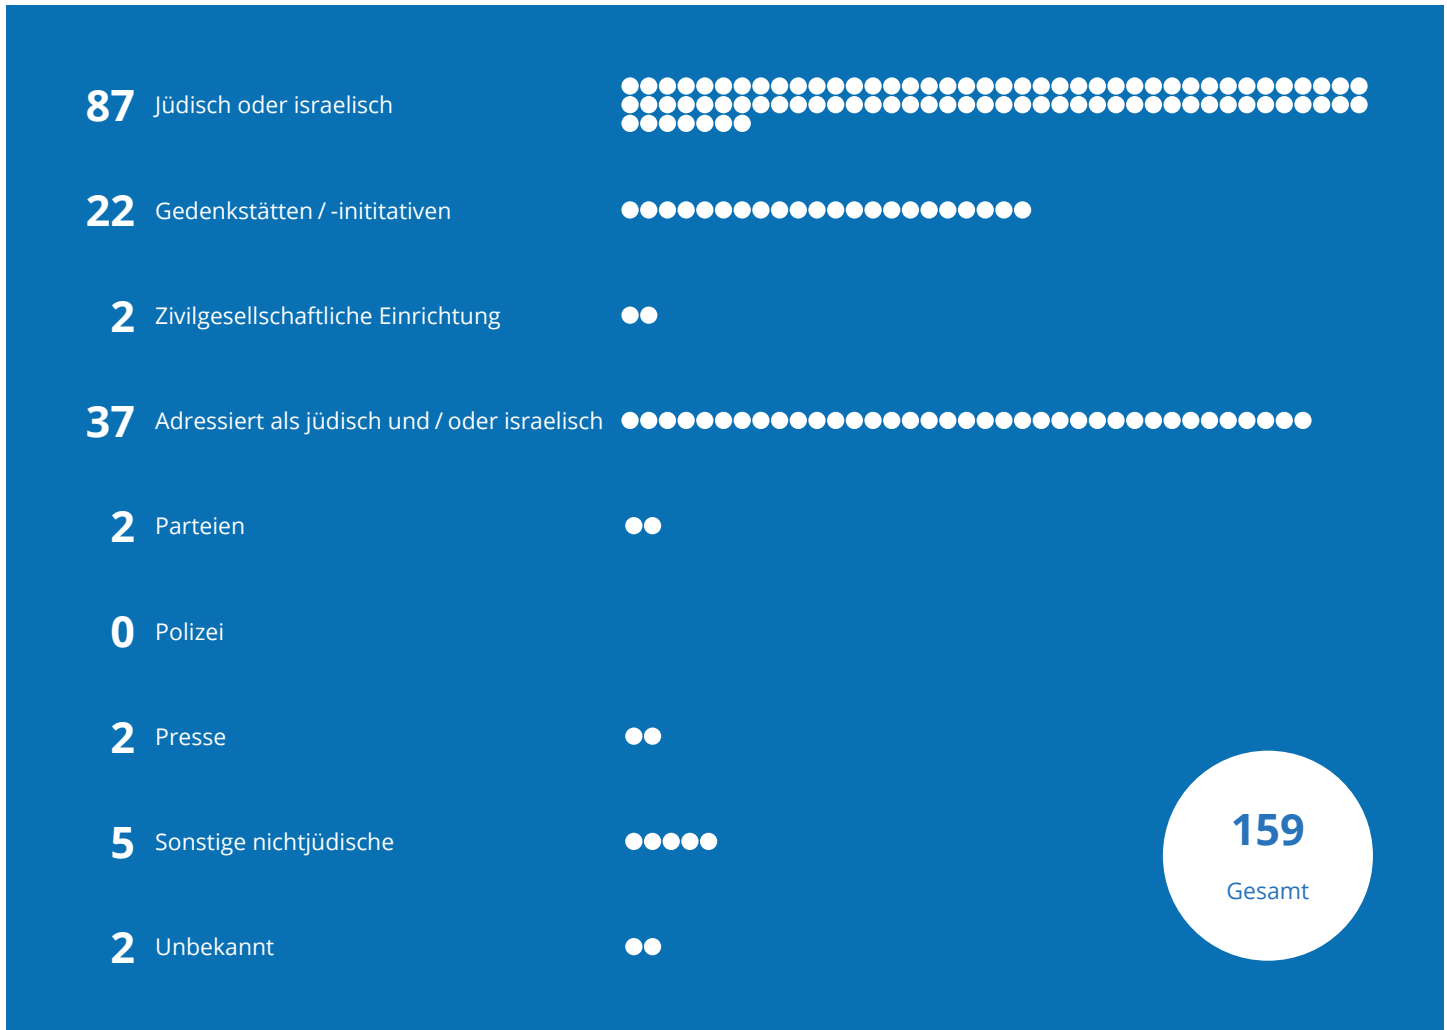 87 Jüdisch oder israelisch
22 Gedenkstätten / -inititativen
2 Zivilgesellschaftliche Einrichtung
37 Adressiert als jüdisch und / oder israelisch
2 Parteien
0 Polizei
2 Presse
5 Sonstige nichtjüdische
2 Unbekannt
159
Gesamt